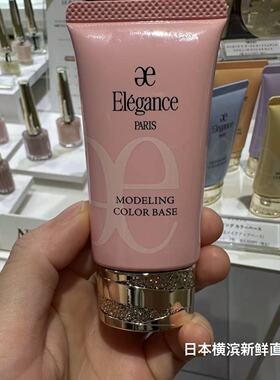 æ
Elégance
PARIS
MODELING
COLOR BASE
日本横滨新鲜直